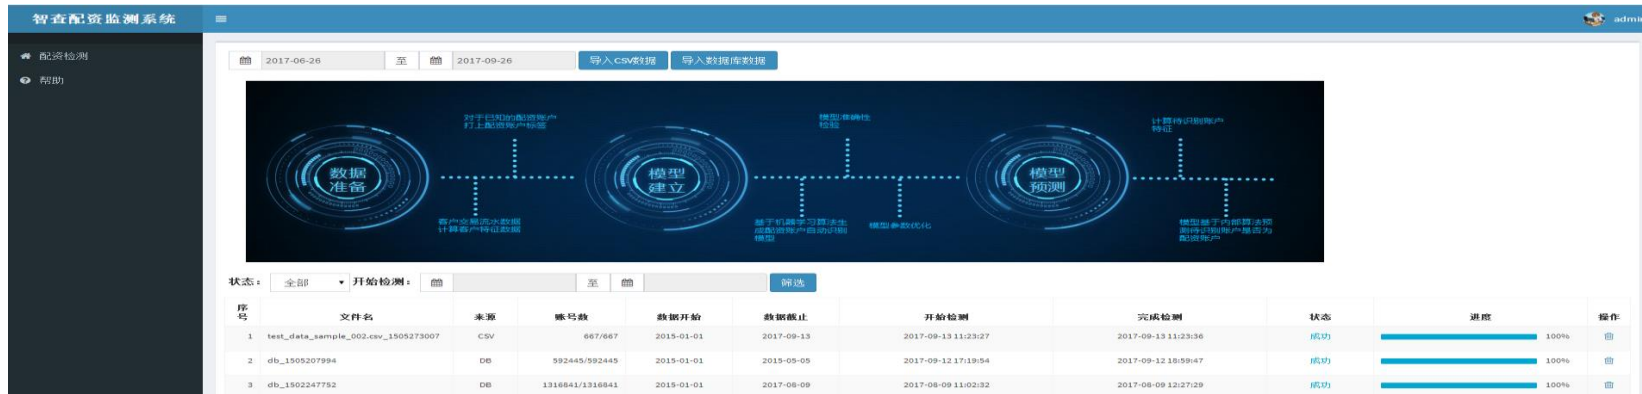 智查配资监测系统
admi
配资检测
帮助
2017-06-26 至 2017-09-26 导入CSV数据 导入数据库数据
对于已知的配资账户
打上配资账户标签
数据
准备
客户交易流水数据
计算客户特征数据
模型准确性
检验
模型
建立
基于机器学习算法生
成配资账户自动识别
模型
模型参数优化
计算待识别账户
特征
模型
预测
模型基于内部算法预
测待识别账户是否为
配资账户
状态： 全部 开始检测： 至 筛选
序号 文件名 来源 账号数 数据开始 数据截止 开始检测 完成检测 状态 进度 操作
1 test_data_sample_002.csv_1505273007 CSV 667/667 2015-01-01 2017-09-13 2017-09-13 11:23:27 2017-09-13 11:23:36 成功 100%
2 db_1505207994 DB 592445/592445 2015-01-01 2015-05-05 2017-09-12 17:19:54 2017-09-12 18:59:47 成功 100%
3 db_1502247752 DB 1316841/1316841 2015-01-01 2017-08-09 2017-08-09 11:02:32 2017-08-09 12:27:29 成功 100%